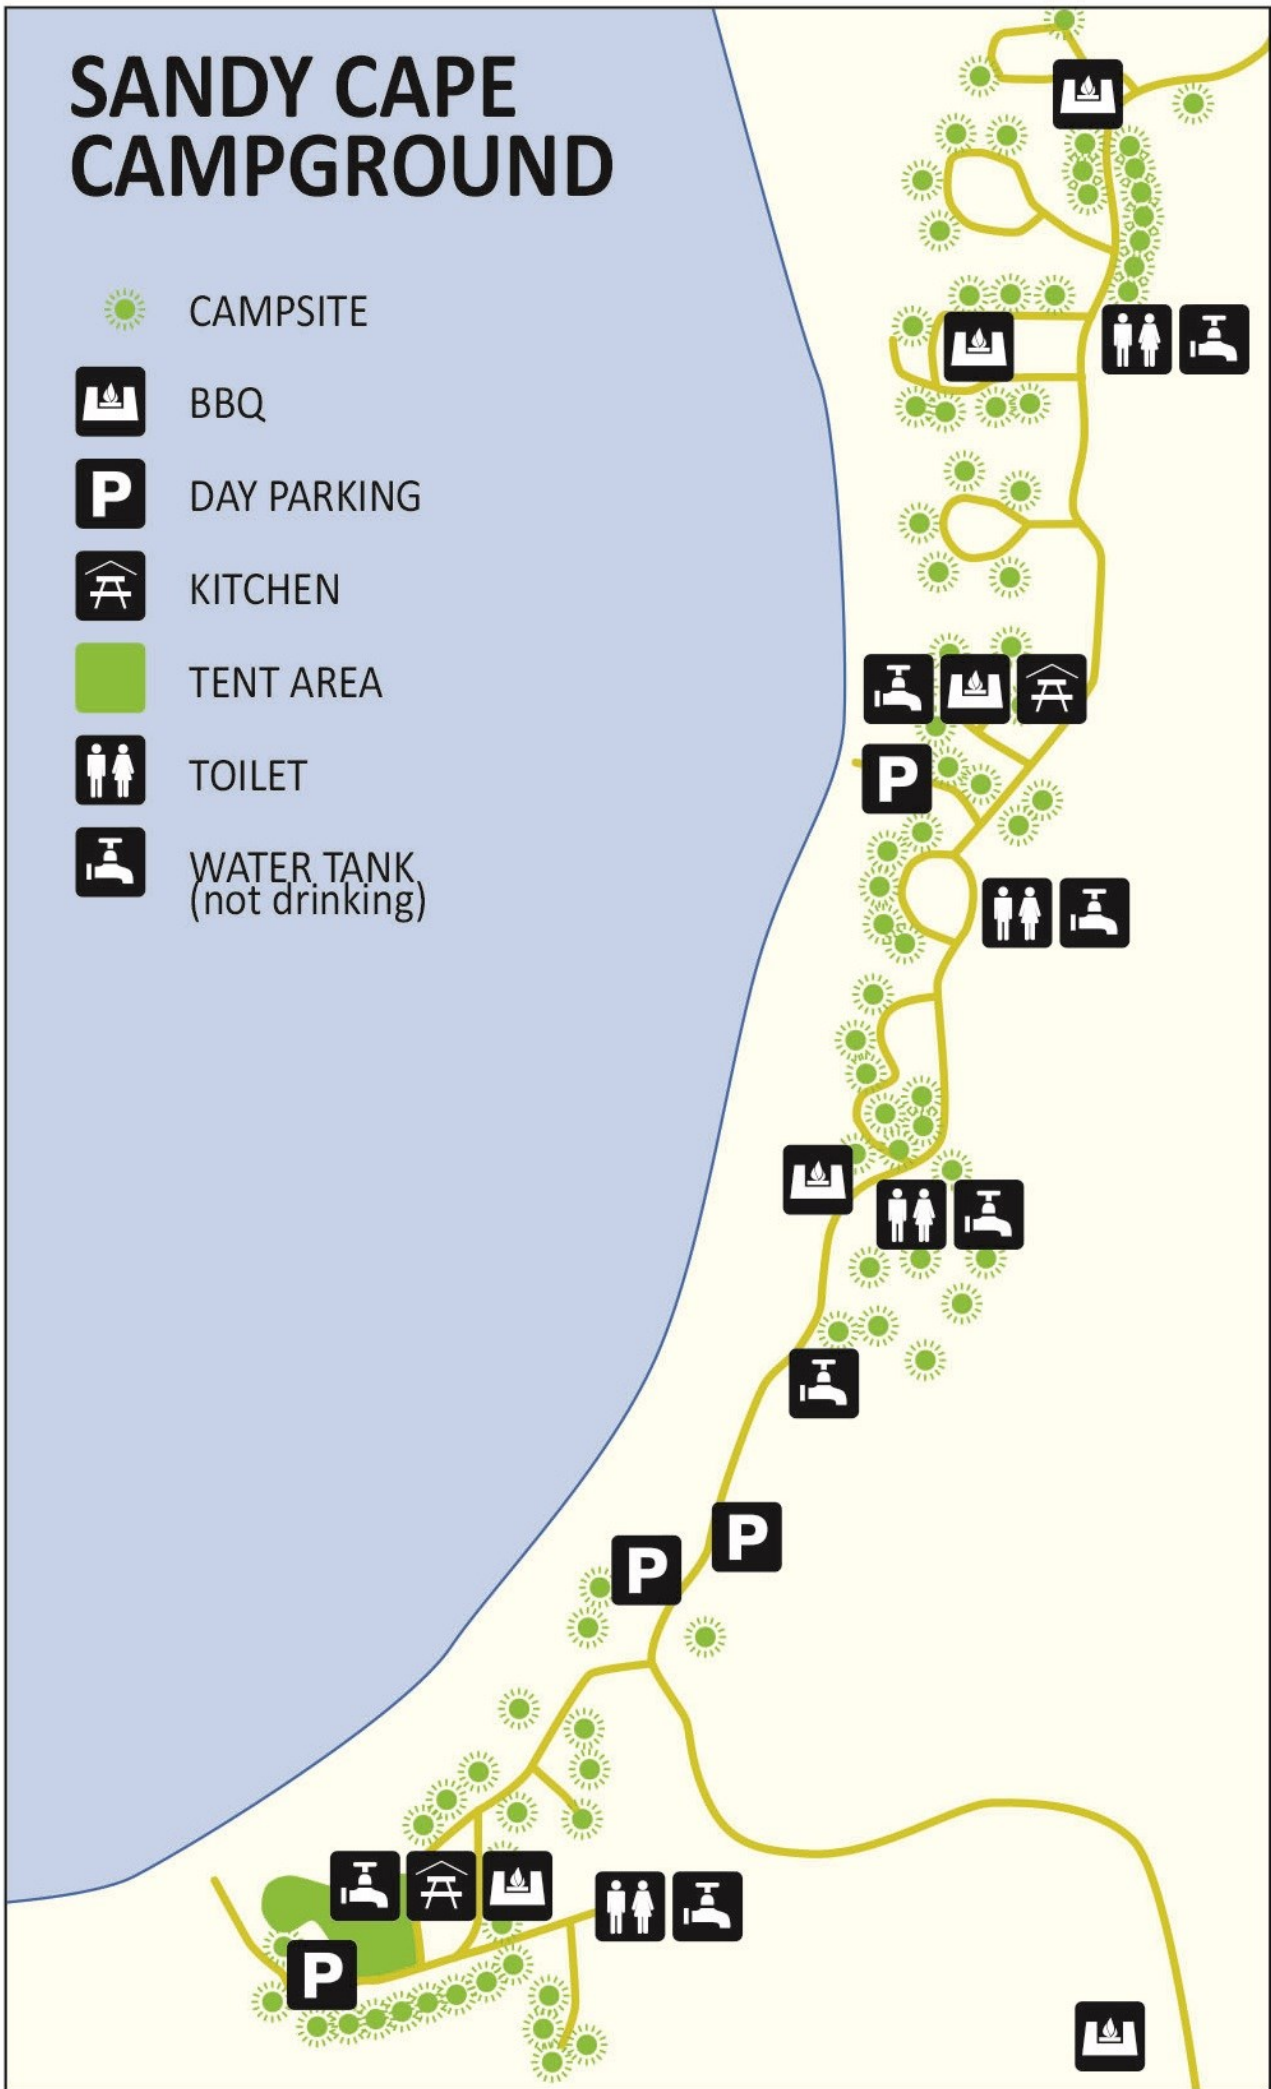 SANDY CAPE
CAMPGROUND
CAMPSITE
BBQ
P DAY PARKING
KITCHEN
TENT AREA
TOILET
WATER TANK
(not drinking)
P
P
P
P